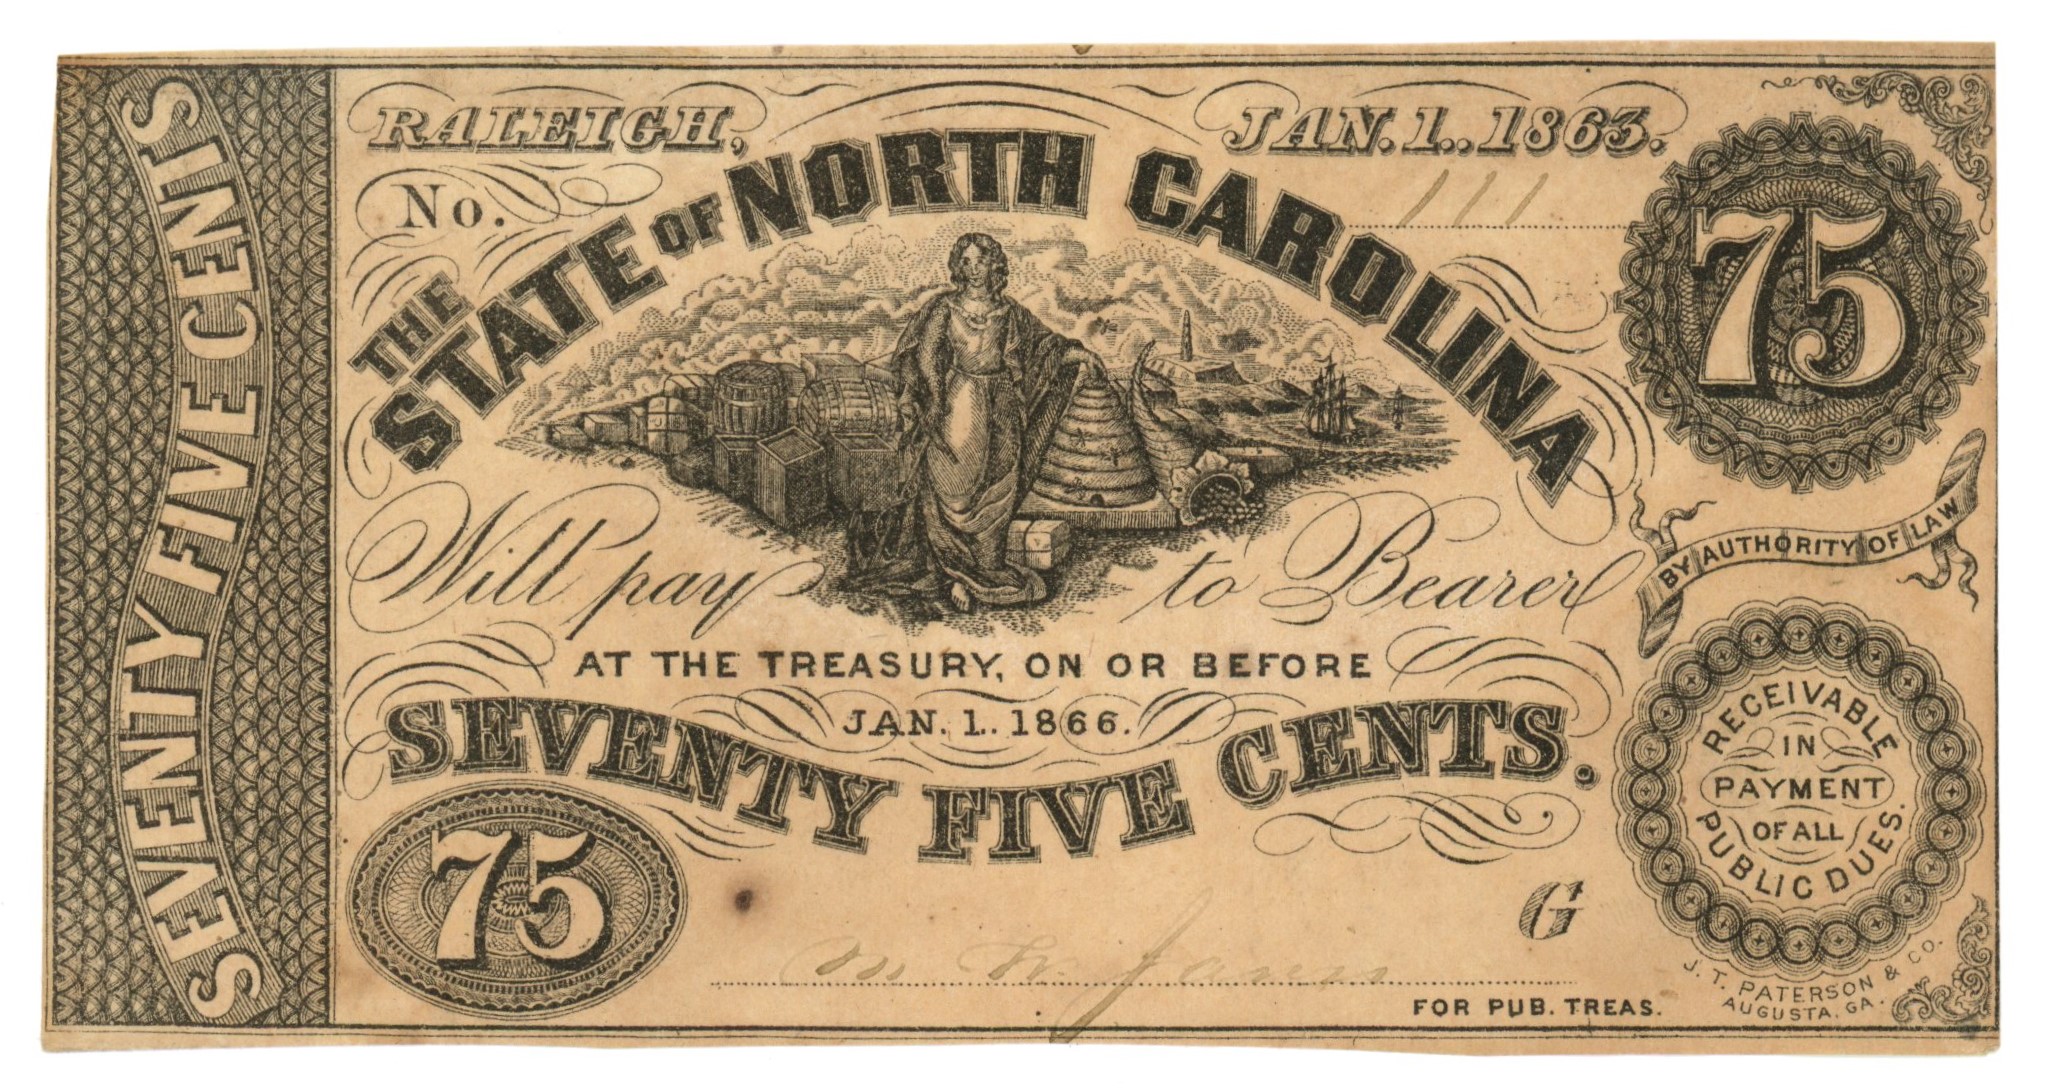 SEVENTY FIVE CENTS
RALEIGH, JAN. 1.. 1863.
No. 111
THE
STATE OF NORTH CAROLINA
75
Will pay to Bearer
BY AUTHORITY OF LAW
AT THE TREASURY, ON OR BEFORE
JAN. 1.. 1866.
SEVENTY FIVE CENTS.
RECEIVABLE
IN
PAYMENT
OF ALL
PUBLIC DUES.
75
G
FOR PUB. TREAS.
J. T. PATERSON & CO.
AUGUSTA, GA.